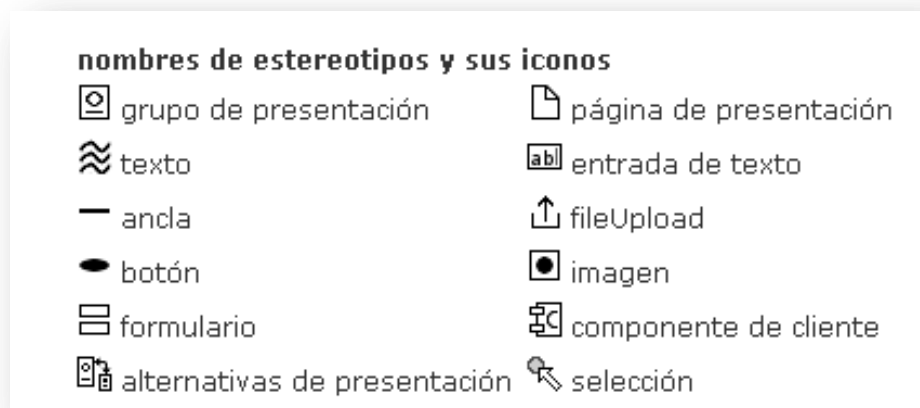 nombres de estereotipos y sus iconos
grupo de presentación
página de presentación
texto
abl entrada de texto
ancla
fileUpload
botón
imagen
formulario
componente de cliente
alternativas de presentación
selección